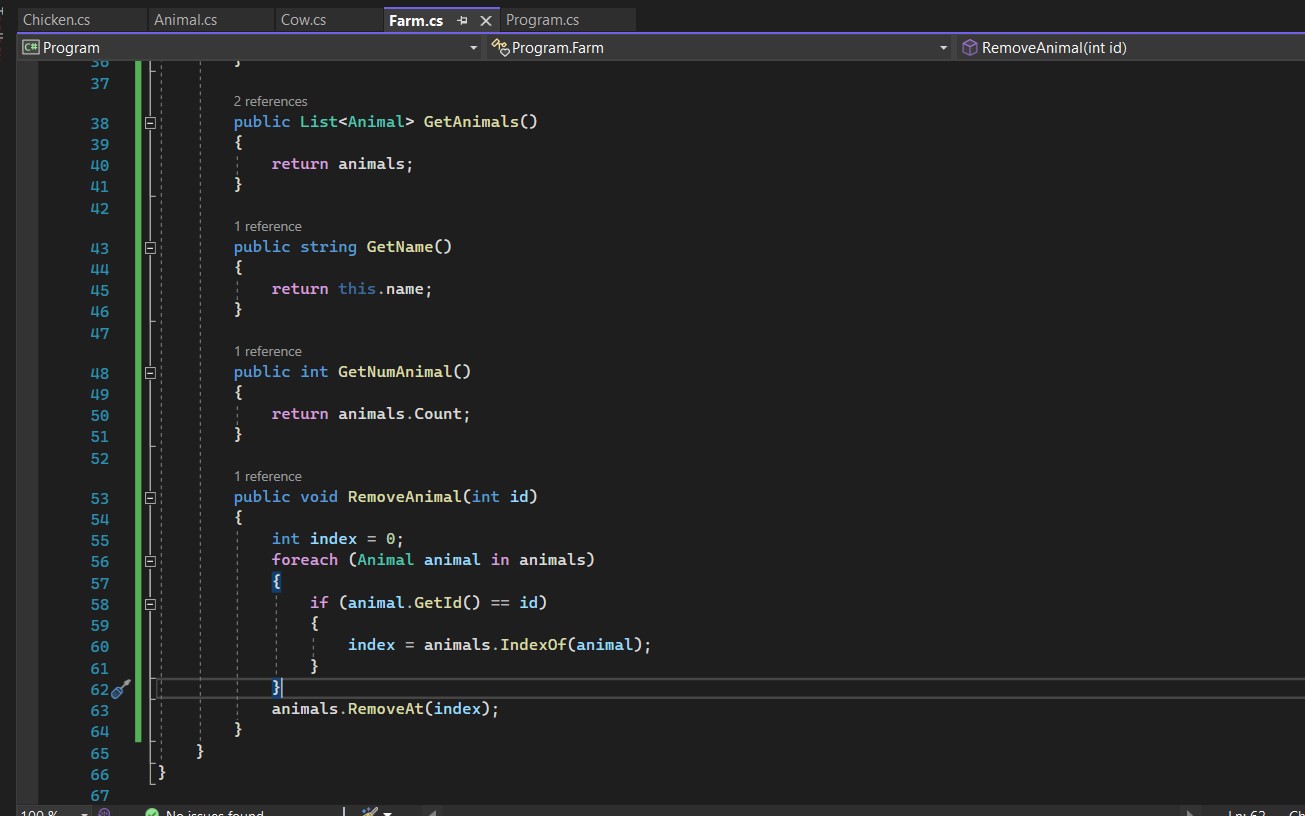 Chicken.cs Animal.cs Cow.cs Farm.cs Program.cs
C# Program Program.Farm RemoveAnimal(int id)
36 }
37
2 references
38 public List<Animal> GetAnimals()
39 {
40 return animals;
41 }
42
1 reference
43 public string GetName()
44 {
45 return this.name;
46 }
47
1 reference
48 public int GetNumAnimal()
49 {
50 return animals.Count;
51 }
52
1 reference
53 public void RemoveAnimal(int id)
54 {
55 int index = 0;
56 foreach (Animal animal in animals)
57 {
58 if (animal.GetId() == id)
59 {
60 index = animals.IndexOf(animal);
61 }
62 }
63 animals.RemoveAt(index);
64 }
65 }
66 }
67
100 % No issues found Ln: 62